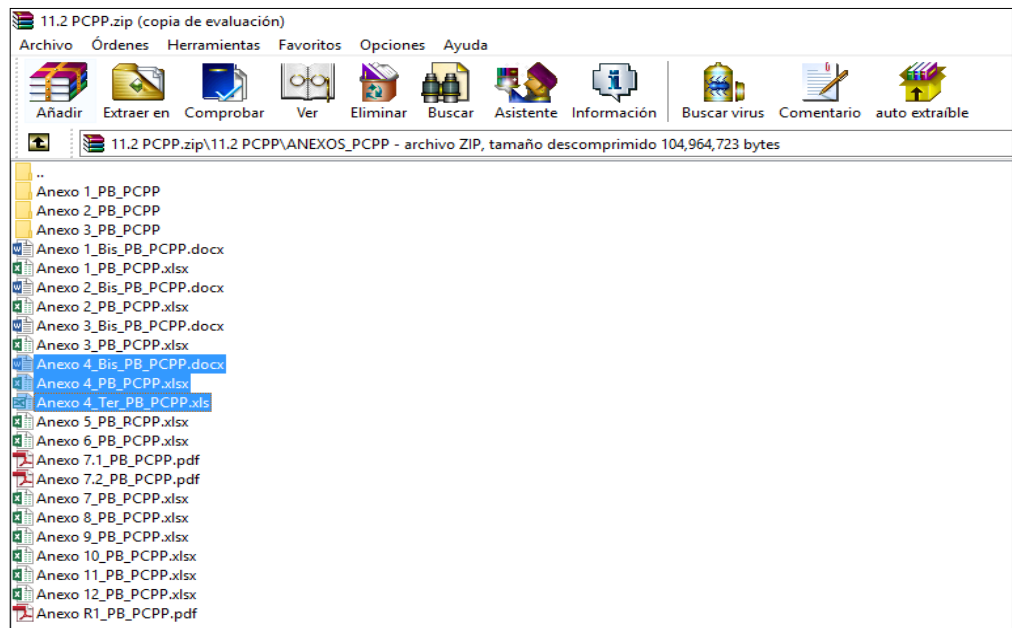 11.2 PCPP.zip (copia de evaluación)
Archivo Órdenes Herramientas Favoritos Opciones Ayuda
Añadir Extraer en Comprobar Ver Eliminar Buscar Asistente Información Buscar virus Comentario auto extraíble
11.2 PCPP.zip\11.2 PCPP\ANEXOS_PCPP - archivo ZIP, tamaño descomprimido 104,964,723 bytes
..
Anexo 1_PB_PCPP
Anexo 2_PB_PCPP
Anexo 3_PB_PCPP
Anexo 1_Bis_PB_PCPP.docx
Anexo 1_PB_PCPP.xlsx
Anexo 2_Bis_PB_PCPP.docx
Anexo 2_PB_PCPP.xlsx
Anexo 3_Bis_PB_PCPP.docx
Anexo 3_PB_PCPP.xlsx
Anexo 4_Bis_PB_PCPP.docx
Anexo 4_PB_PCPP.xlsx
Anexo 4_Ter_PB_PCPP.xls
Anexo 5_PB_PCPP.xlsx
Anexo 6_PB_PCPP.xlsx
Anexo 7.1_PB_PCPP.pdf
Anexo 7.2_PB_PCPP.pdf
Anexo 7_PB_PCPP.xlsx
Anexo 8_PB_PCPP.xlsx
Anexo 9_PB_PCPP.xlsx
Anexo 10_PB_PCPP.xlsx
Anexo 11_PB_PCPP.xlsx
Anexo 12_PB_PCPP.xlsx
Anexo R1_PB_PCPP.pdf